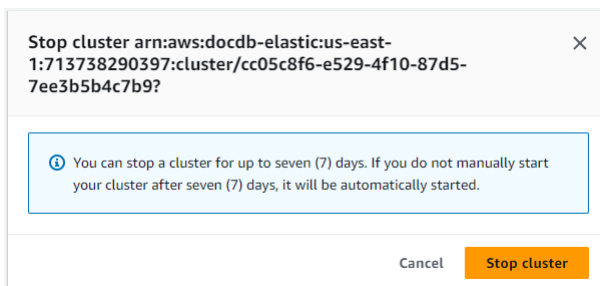 Stop cluster arn:aws:docdb-elastic:us-east-
1:713738290397:cluster/cc05c8f6-e529-4f10-87d5-
7ee3b5b4c7b9?
You can stop a cluster for up to seven (7) days. If you do not manually start
your cluster after seven (7) days, it will be automatically started.
Cancel
Stop cluster